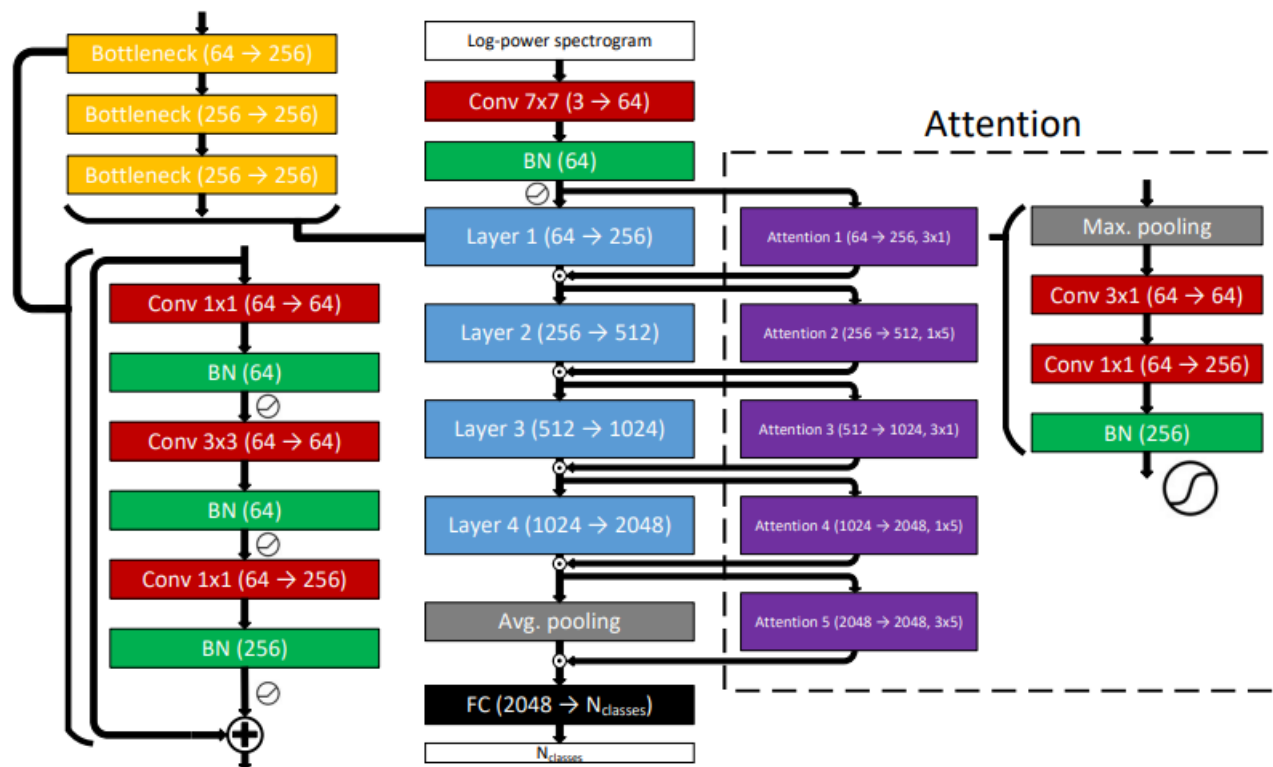 Bottleneck (64 → 256)
Bottleneck (256 → 256)
Bottleneck (256 → 256)
Conv 1x1 (64 → 64)
BN (64)
Conv 3x3 (64 → 64)
BN (64)
Conv 1x1 (64 → 256)
BN (256)
Log-power spectrogram
Conv 7x7 (3 → 64)
BN (64)
Layer 1 (64 → 256)
Layer 2 (256 → 512)
Layer 3 (512 → 1024)
Layer 4 (1024 → 2048)
Avg. pooling
FC (2048 → Nclasses)
Nclasses
Attention
Attention 1 (64 → 256, 3x1)
Attention 2 (256 → 512, 1x5)
Attention 3 (512 → 1024, 3x1)
Attention 4 (1024 → 2048, 1x5)
Attention 5 (2048 → 2048, 3x5)
Max. pooling
Conv 3x1 (64 → 64)
Conv 1x1 (64 → 256)
BN (256)